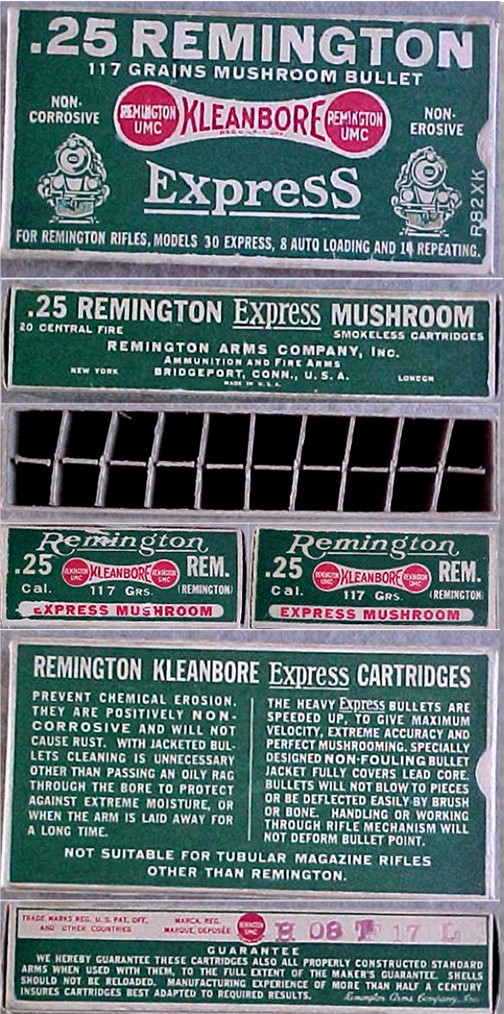 .25 REMINGTON
117 GRAINS MUSHROOM BULLET
NON-
CORROSIVE
REMINGTON
UMC
KLEANBORE
REMINGTON
UMC
NON-
EROSIVE
Express
R82XK
FOR REMINGTON RIFLES, MODELS 30 EXPRESS, 8 AUTO LOADING AND 14 REPEATING.
.25 REMINGTON Express MUSHROOM
20 CENTRAL FIRE
SMOKELESS CARTRIDGES
REMINGTON ARMS COMPANY, INC.
AMMUNITION AND FIRE ARMS
NEW YORK
BRIDGEPORT, CONN., U.S.A.
LONDON
MADE IN U.S.A.
Remington
.25
Cal.
REMINGTON
UMC
KLEANBORE
REMINGTON
UMC
REM.
(REMINGTON)
117 GRS.
EXPRESS MUSHROOM
Remington
.25
Cal.
REMINGTON
UMC
KLEANBORE
REMINGTON
UMC
REM.
(REMINGTON)
117 GRS.
EXPRESS MUSHROOM
REMINGTON KLEANBORE Express CARTRIDGES
PREVENT CHEMICAL EROSION.
THEY ARE POSITIVELY NON-
CORROSIVE AND WILL NOT
CAUSE RUST. WITH JACKETED BUL-
LETS CLEANING IS UNNECESSARY
OTHER THAN PASSING AN OILY RAG
THROUGH THE BORE TO PROTECT
AGAINST EXTREME MOISTURE, OR
WHEN THE ARM IS LAID AWAY FOR
A LONG TIME.
THE HEAVY Express BULLETS ARE
SPEEDED UP, TO GIVE MAXIMUM
VELOCITY, EXTREME ACCURACY AND
PERFECT MUSHROOMING. SPECIALLY
DESIGNED NON-FOULING BULLET
JACKET FULLY COVERS LEAD CORE.
BULLETS WILL NOT BLOW TO PIECES
OR BE DEFLECTED EASILY BY BRUSH
OR BONE. HANDLING OR WORKING
THROUGH RIFLE MECHANISM WILL
NOT DEFORM BULLET POINT.
NOT SUITABLE FOR TUBULAR MAGAZINE RIFLES
OTHER THAN REMINGTON.
TRADE MARKS REG. U.S. PAT. OFF.
AND OTHER COUNTRIES
MARCA. REG.
MARQUE. DEPOSÉE
REMINGTON
UMC
H 08 T 17 L
GUARANTEE
WE HEREBY GUARANTEE THESE CARTRIDGES ALSO ALL PROPERLY CONSTRUCTED STANDARD
ARMS WHEN USED WITH THEM, TO THE FULL EXTENT OF THE MAKER'S GUARANTEE. SHELLS
SHOULD NOT BE RELOADED. MANUFACTURING EXPERIENCE OF MORE THAN HALF A CENTURY
INSURES CARTRIDGES BEST ADAPTED TO REQUIRED RESULTS. Remington Arms Company, Inc.